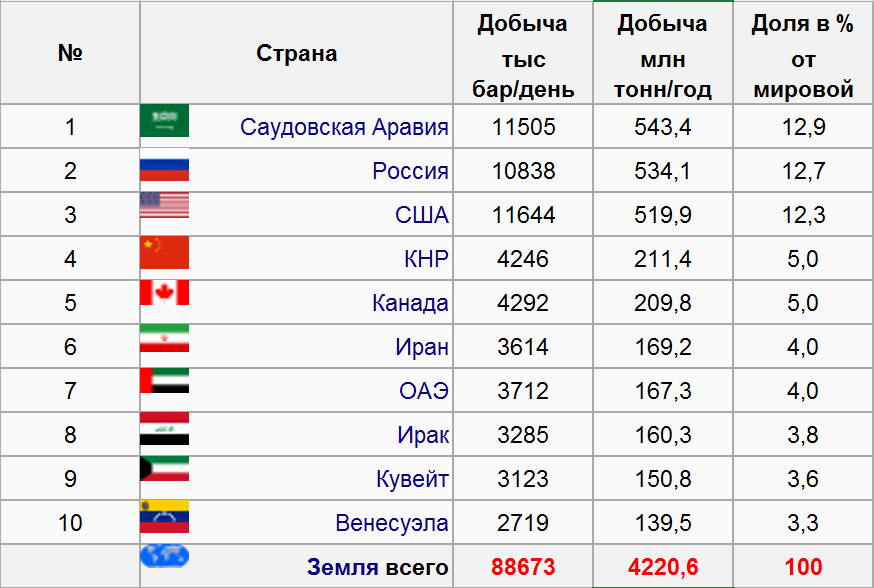 № Страна Добыча тыс бар/день Добыча млн тонн/год Доля в % от мировой
1 Саудовская Аравия 11505 543,4 12,9
2 Россия 10838 534,1 12,7
3 США 11644 519,9 12,3
4 КНР 4246 211,4 5,0
5 Канада 4292 209,8 5,0
6 Иран 3614 169,2 4,0
7 ОАЭ 3712 167,3 4,0
8 Ирак 3285 160,3 3,8
9 Кувейт 3123 150,8 3,6
10 Венесуэла 2719 139,5 3,3
Земля всего 88673 4220,6 100